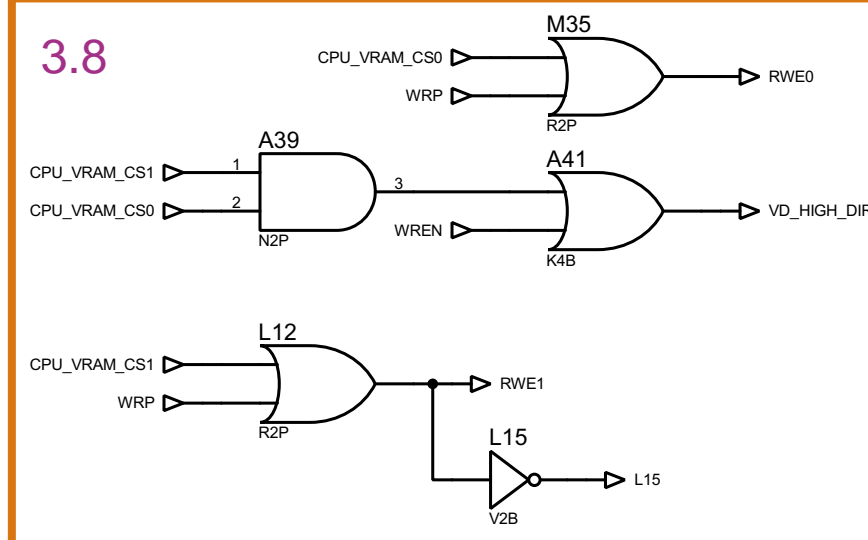 3.8
M35
CPU_VRAM_CS0
WRP
RWE0
R2P
A39
CPU_VRAM_CS1
1
CPU_VRAM_CS0
2
3
N2P
A41
WREN
VD_HIGH_DIR
K4B
L12
CPU_VRAM_CS1
WRP
RWE1
R2P
L15
L15
V2B